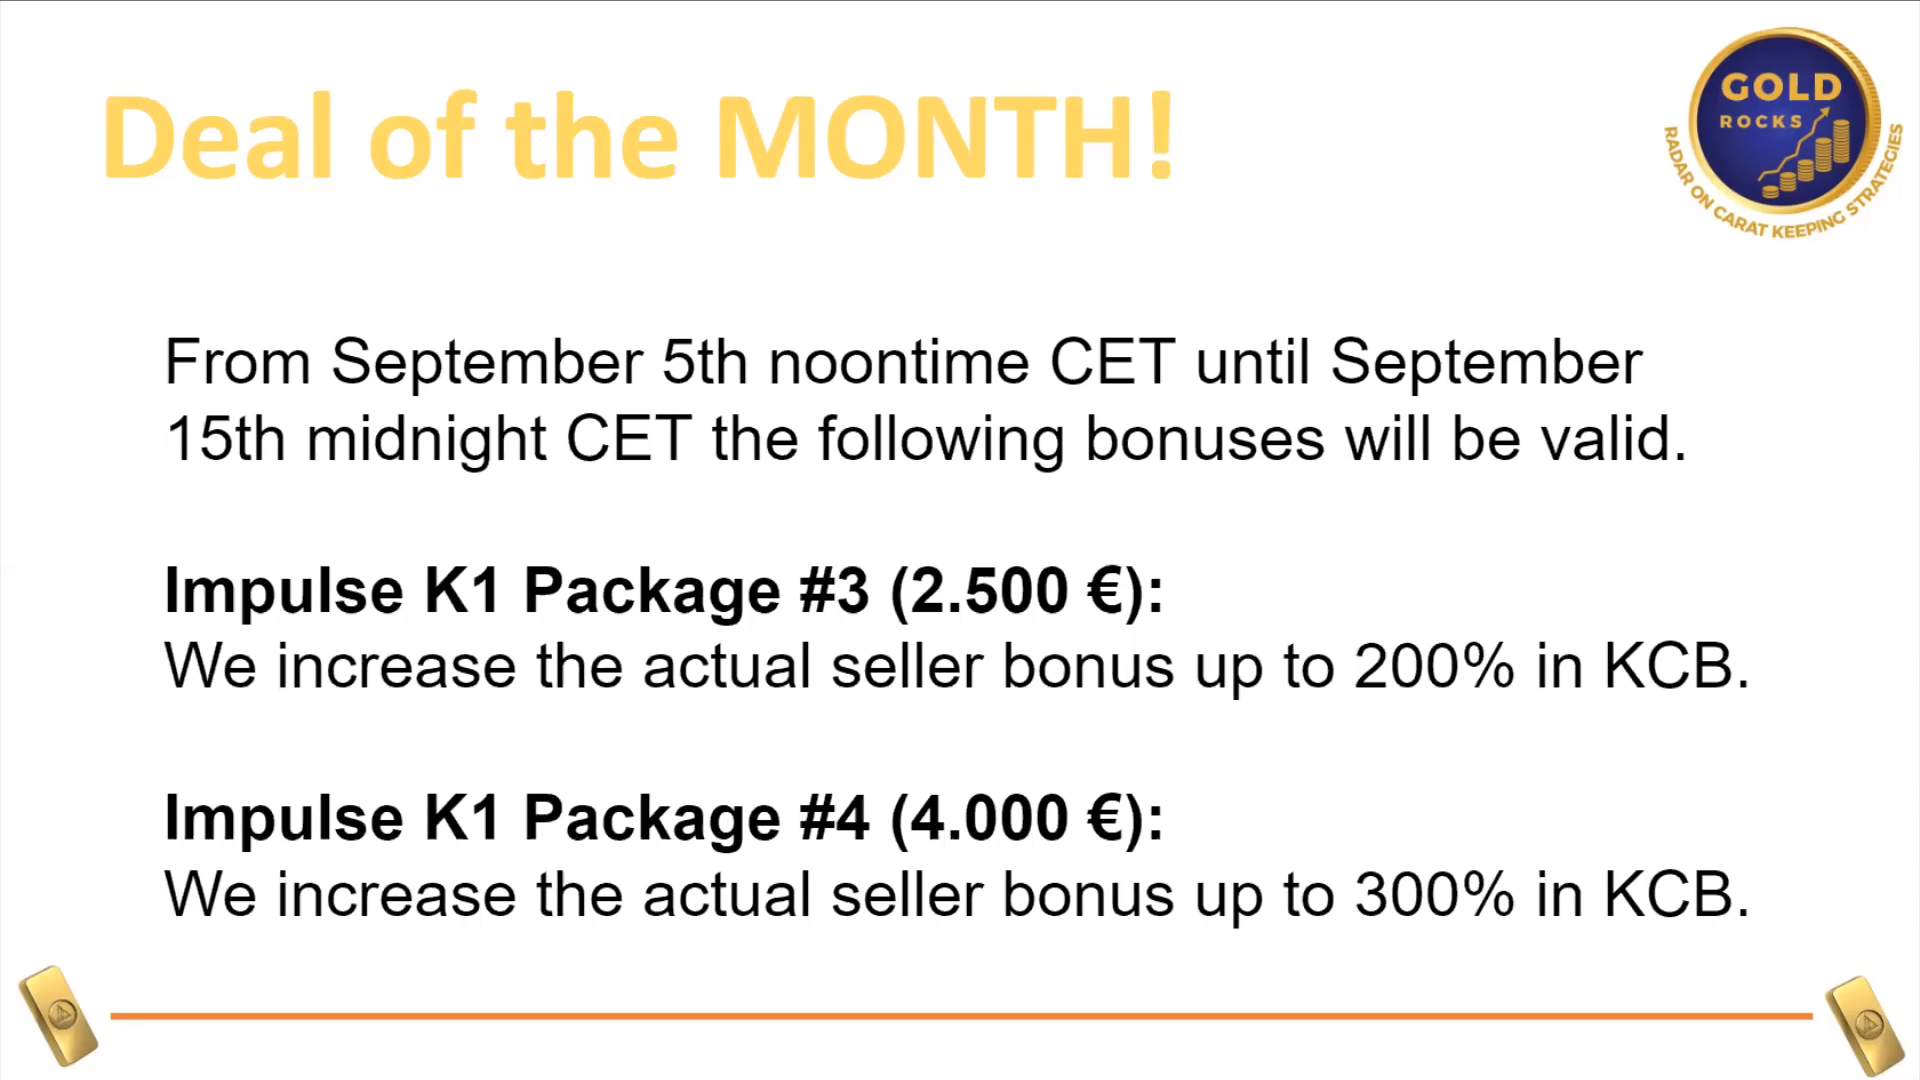 Deal of the MONTH!
GOLD
ROCKS
RADAR ON CARAT KEEPING STRATEGIES
From September 5th noontime CET until September
15th midnight CET the following bonuses will be valid.
Impulse K1 Package #3 (2.500 €):
We increase the actual seller bonus up to 200% in KCB.
Impulse K1 Package #4 (4.000 €):
We increase the actual seller bonus up to 300% in KCB.